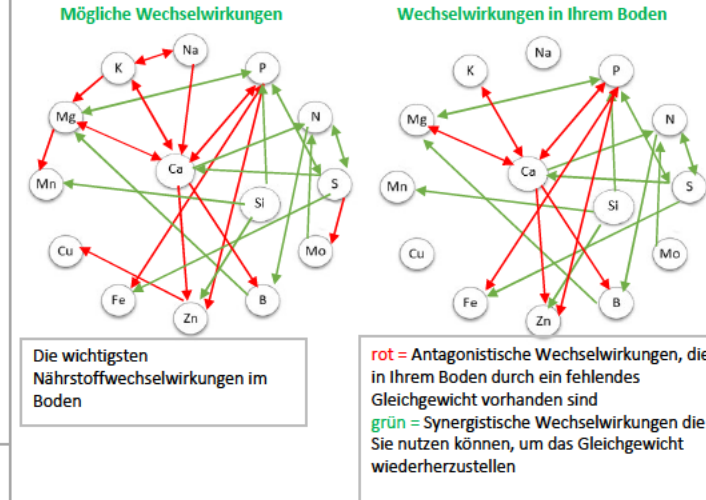 Mögliche Wechselwirkungen
Na
K
P
Mg
N
Ca
Mn
S
Si
Cu
Mo
Fe
B
Zn
Die wichtigsten
Nährstoffwechselwirkungen im
Boden
Wechselwirkungen in Ihrem Boden
Na
K
P
Mg
N
Ca
Mn
S
Si
Cu
Mo
Fe
B
Zn
rot = Antagonistische Wechselwirkungen, die
in Ihrem Boden durch ein fehlendes
Gleichgewicht vorhanden sind
grün = Synergistische Wechselwirkungen die
Sie nutzen können, um das Gleichgewicht
wiederherzustellen